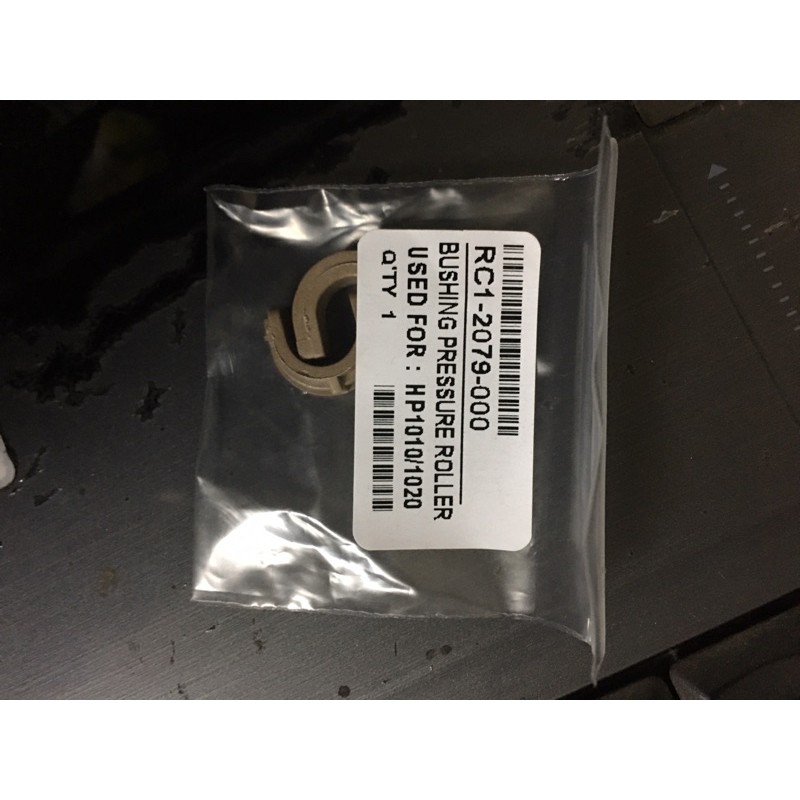 RC1-2079-000
BUSHING PRESSURE ROLLER
USED FOR : HP1010/1020
Q'TY 1